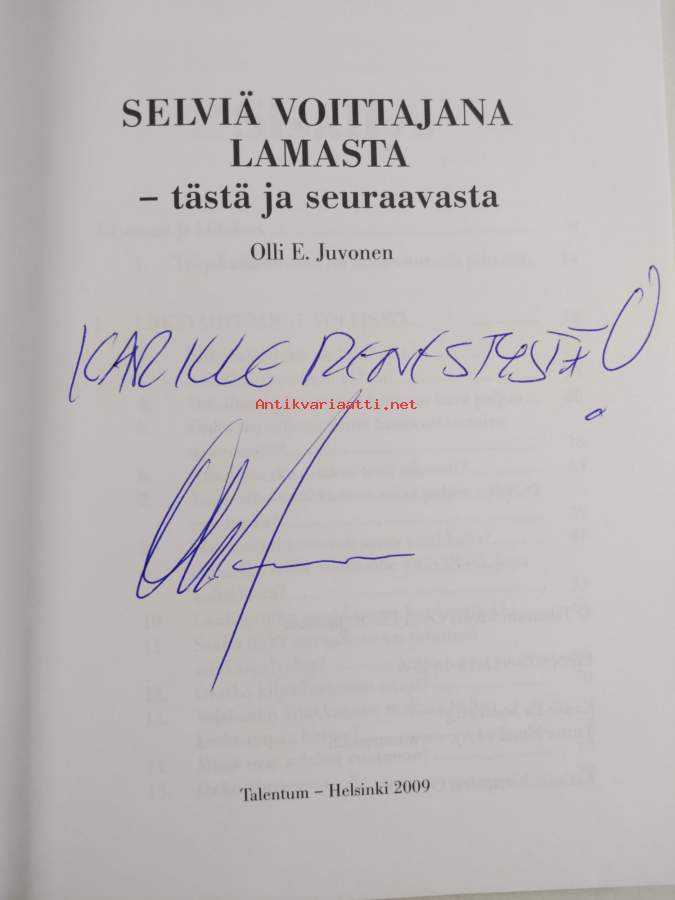 SELVIÄ VOITTAJANA
LAMASTA
– tästä ja seuraavasta
Olli E. Juvonen
KARILLE MENESTYSTÄ!
Antikvariaatti.net
Talentum – Helsinki 2009